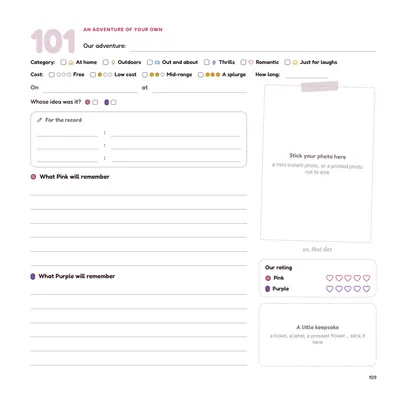 101
AN ADVENTURE OF YOUR OWN
Our adventure:
Category: At home Outdoors Out and about Thrills Romantic Just for laughs
Cost: Free Low cost Mid-range A splurge How long:
On at
Whose idea was it?
For the record
:
:
:
What Pink will remember
What Purple will remember
Stick your photo here
a mini instant photo, or a printed photo
cut to size
us, that day
Our rating
Pink
Purple
A little keepsake
a ticket, a label, a pressed flower... stick it
here
103